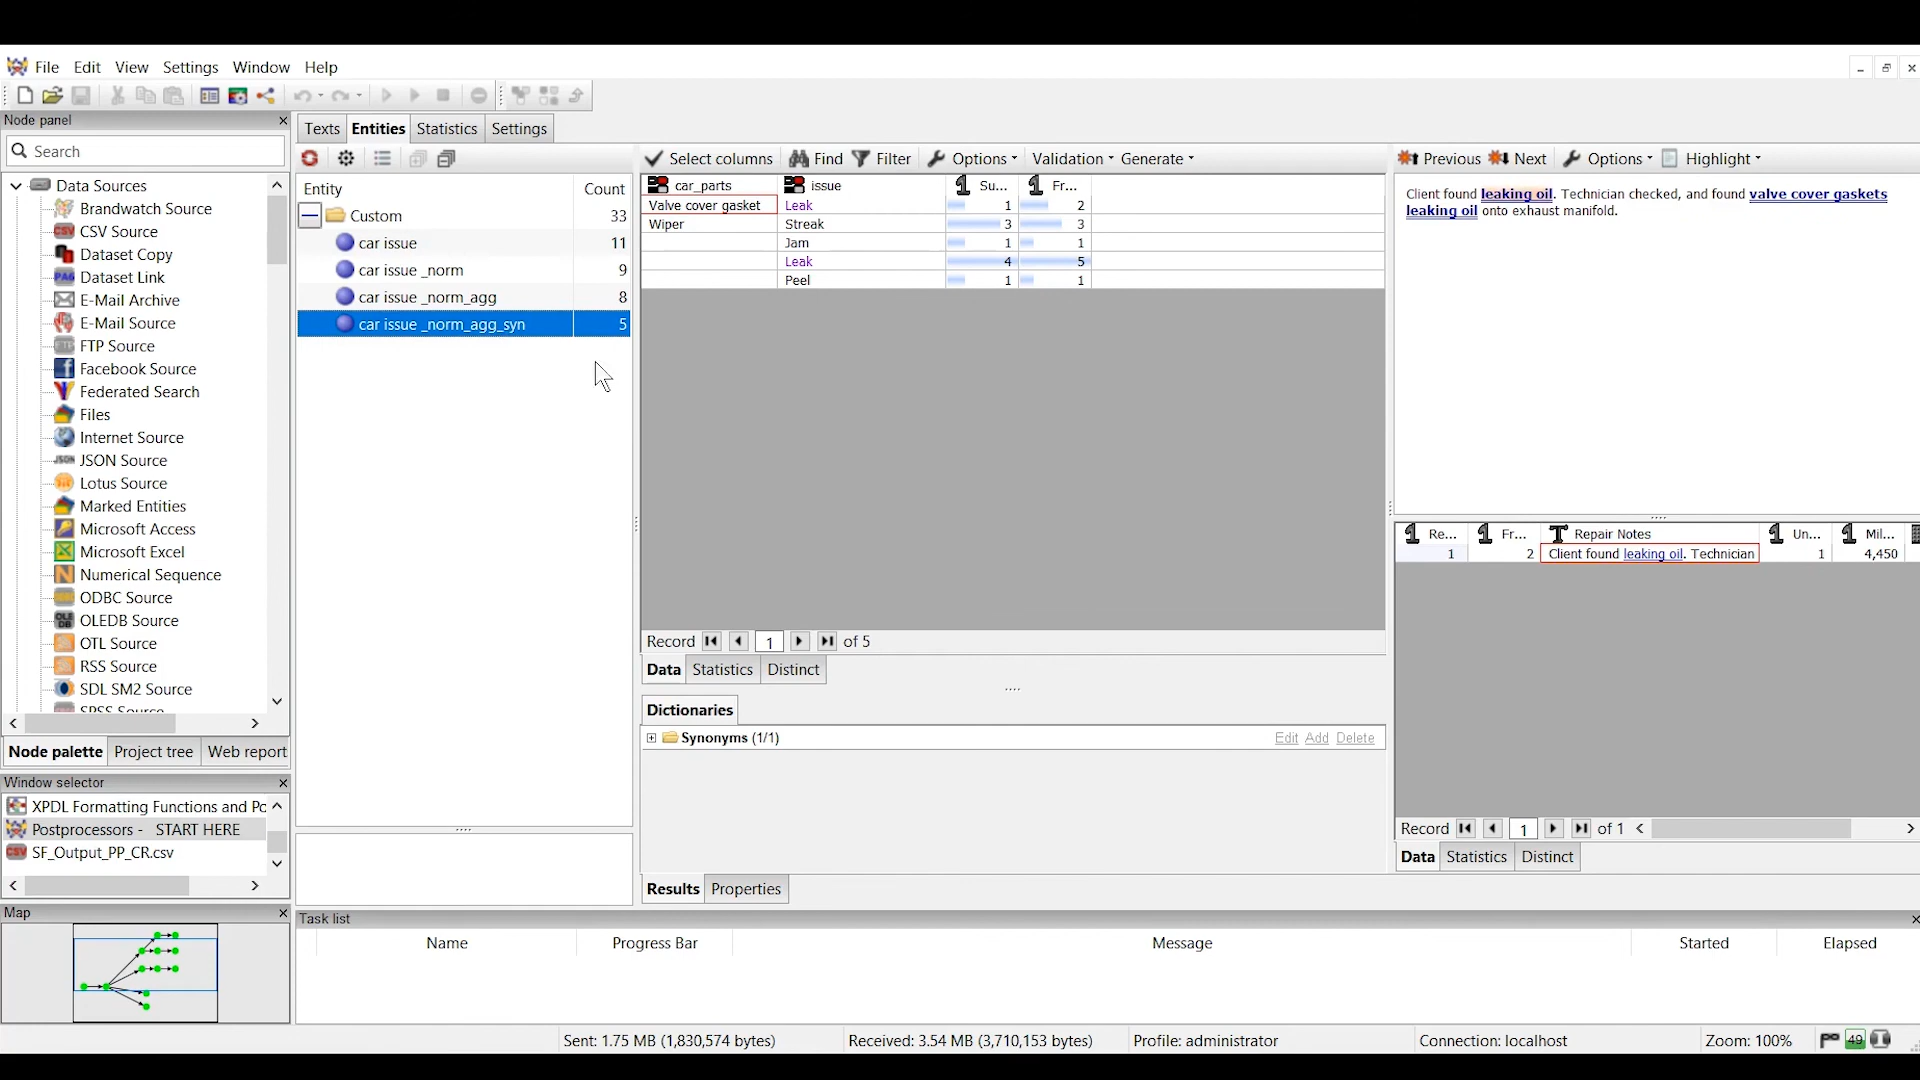 File Edit View Settings Window Help
Node panel
Search
Data Sources
Brandwatch Source
CSV Source
Dataset Copy
Dataset Link
E-Mail Archive
E-Mail Source
FTP Source
Facebook Source
Federated Search
Files
Internet Source
JSON Source
Lotus Source
Marked Entities
Microsoft Access
Microsoft Excel
Numerical Sequence
ODBC Source
OLEDB Source
OTL Source
RSS Source
SDL SM2 Source
SPSS Source
Node palette Project tree Web report
Window selector
XPDL Formatting Functions and Po
Postprocessors - START HERE
SF_Output_PP_CR.csv
Map
Texts Entities Statistics Settings
Entity Count
Custom 33
car issue 11
car issue _norm 9
car issue _norm_agg 8
car issue _norm_agg_syn 5
Select columns Find Filter Options Validation Generate
car_parts issue Su... Fr...
Valve cover gasket Leak 1 2
Wiper Streak 3 3
Jam 1 1
Leak 4 5
Peel 1 1
Record 1 of 5
Data Statistics Distinct
Dictionaries
Synonyms (1/1) Edit Add Delete
Results Properties
Previous Next Options Highlight
Client found leaking oil. Technician checked, and found valve cover gaskets
leaking oil onto exhaust manifold.
Re... Fr... Repair Notes Un... Mil...
1 2 Client found leaking oil. Technician 1 4,450
Record 1 of 1
Data Statistics Distinct
Task list
Name Progress Bar Message Started Elapsed
Sent: 1.75 MB (1,830,574 bytes) Received: 3.54 MB (3,710,153 bytes) Profile: administrator Connection: localhost Zoom: 100% 49